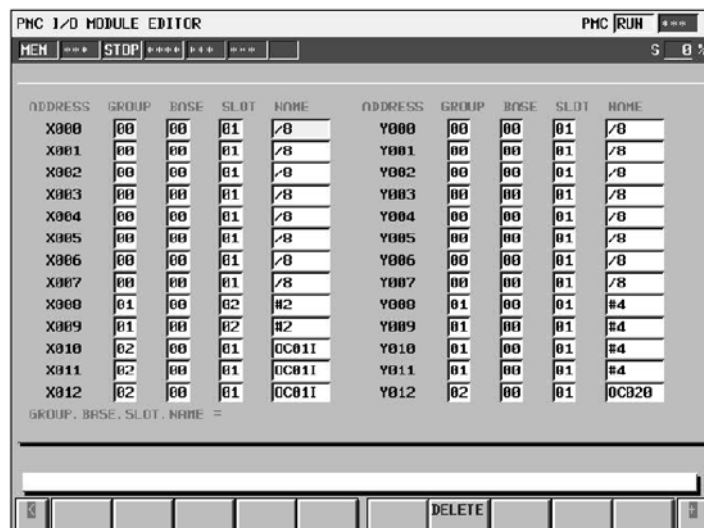 PMC I/O MODULE EDITOR PMC RUN ***
MEM *** STOP **** *** *** S 0 %
ADDRESS GROUP BASE SLOT NAME ADDRESS GROUP BASE SLOT NAME
X000 00 00 01 /8 Y000 00 00 01 /8
X001 00 00 01 /8 Y001 00 00 01 /8
X002 00 00 01 /8 Y002 00 00 01 /8
X003 00 00 01 /8 Y003 00 00 01 /8
X004 00 00 01 /8 Y004 00 00 01 /8
X005 00 00 01 /8 Y005 00 00 01 /8
X006 00 00 01 /8 Y006 00 00 01 /8
X007 00 00 01 /8 Y007 00 00 01 /8
X008 01 00 02 #2 Y008 01 00 01 #4
X009 01 00 02 #2 Y009 01 00 01 #4
X010 02 00 01 OC01I Y010 01 00 01 #4
X011 02 00 01 OC01I Y011 01 00 01 #4
X012 02 00 01 OC01I Y012 02 00 01 OC02O
GROUP.BASE.SLOT.NAME =
< DELETE +